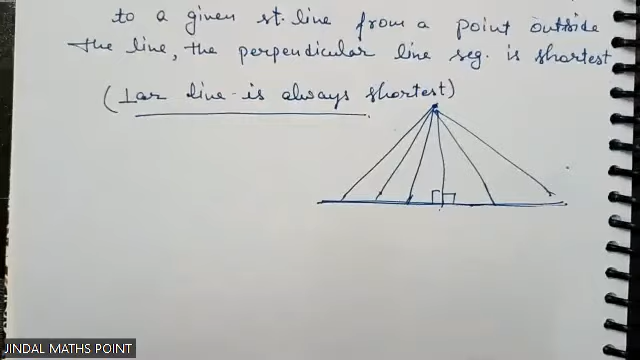 to a given st. line from a point outside
the line, the perpendicular line seg. is shortest
(⊥ar line is always shortest)
JINDAL MATHS POINT